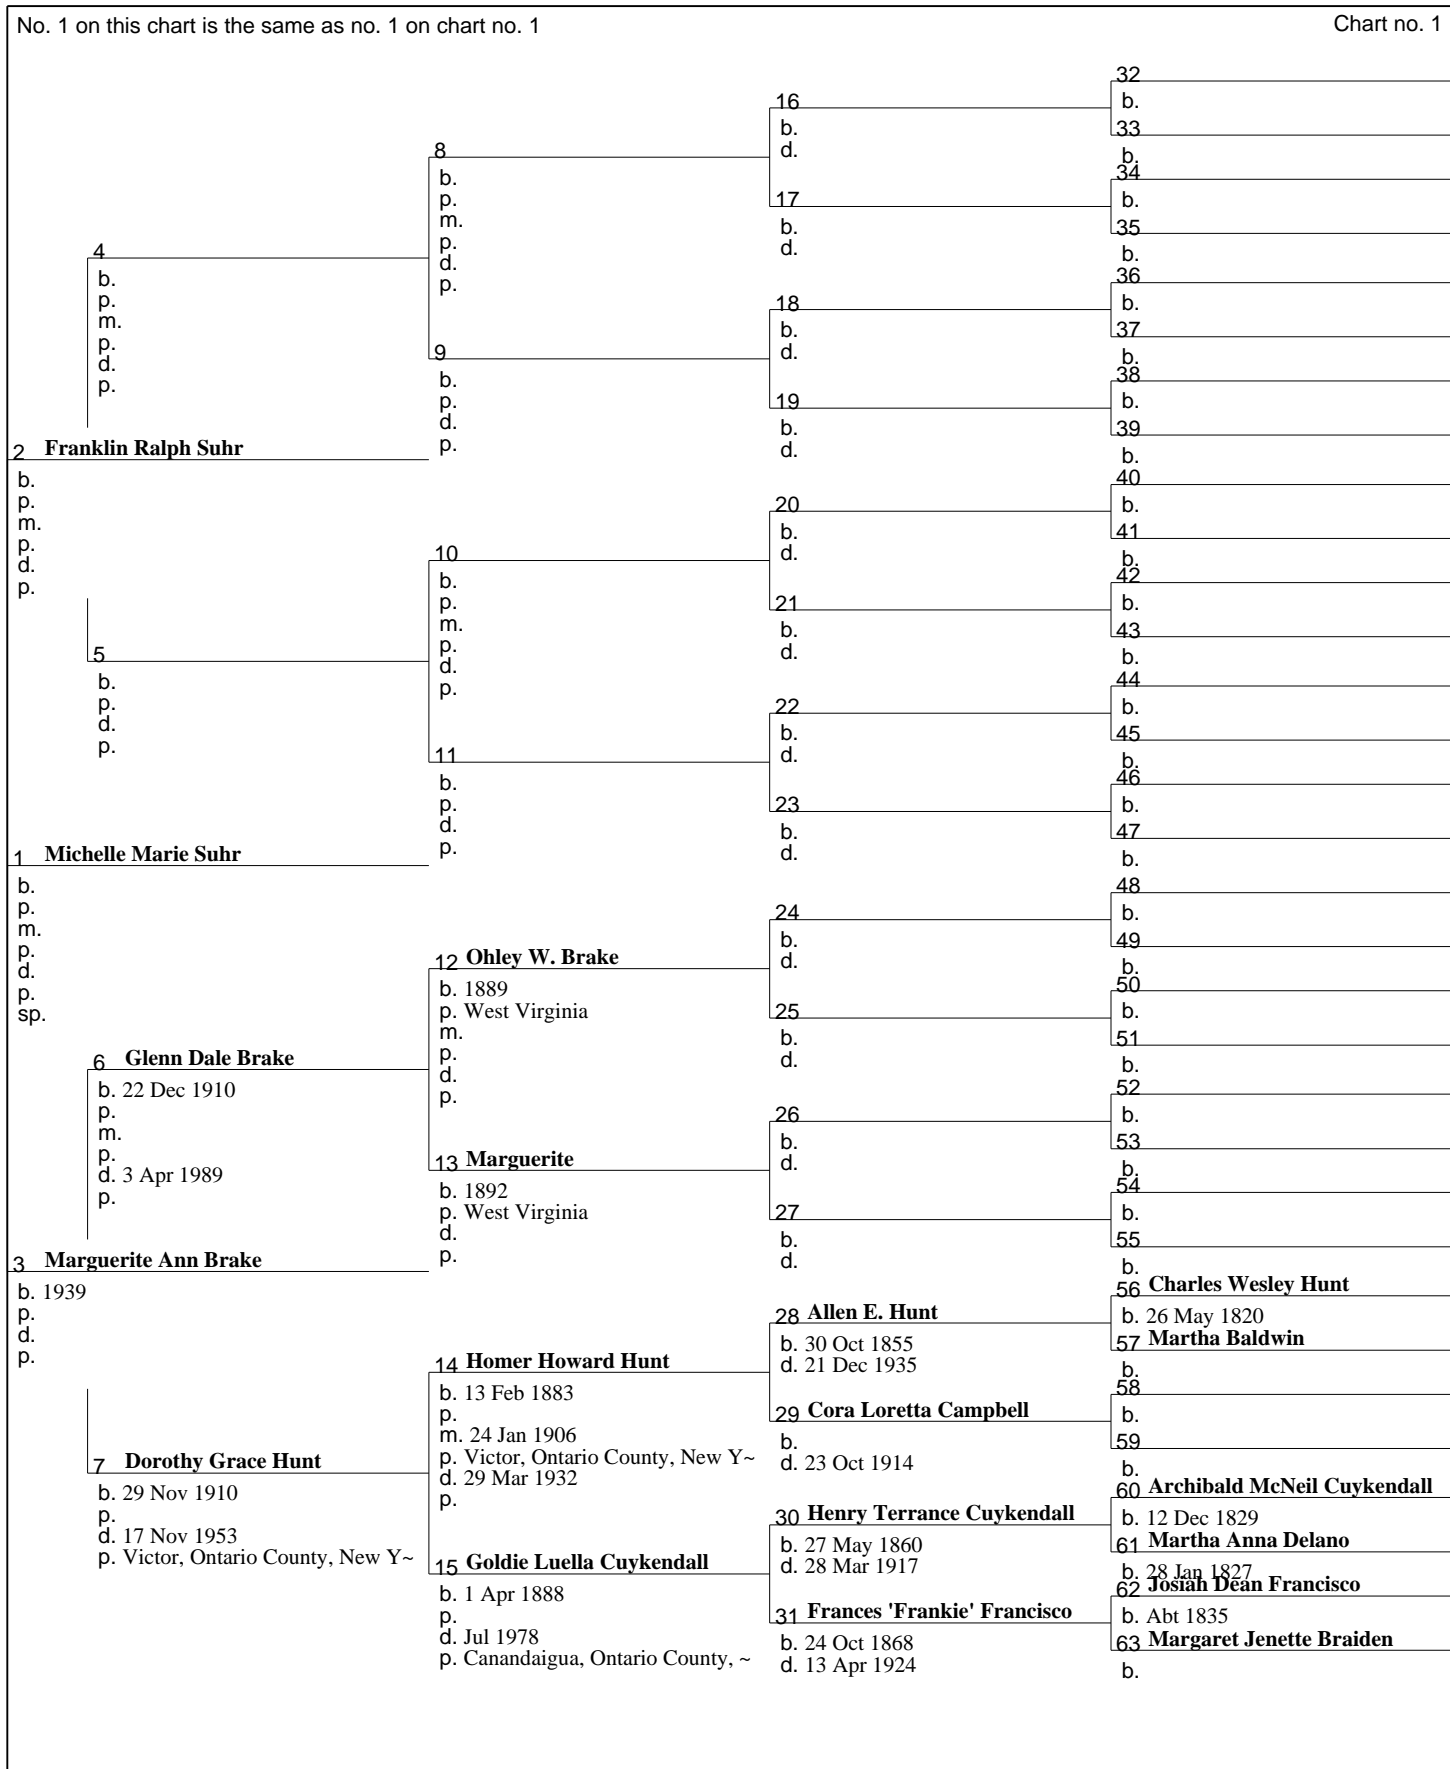 No. 1 on this chart is the same as no. 1 on chart no. 1
Chart no. 1
2 Franklin Ralph Suhr
b.
p.
m.
p.
d.
p.
1 Michelle Marie Suhr
b.
p.
m.
p.
d.
p.
sp.
3 Marguerite Ann Brake
b. 1939
p.
d.
p.
4
b.
p.
m.
p.
d.
p.
5
b.
p.
d.
p.
6 Glenn Dale Brake
b. 22 Dec 1910
p.
m.
p.
d. 3 Apr 1989
p.
7 Dorothy Grace Hunt
b. 29 Nov 1910
p.
d. 17 Nov 1953
p. Victor, Ontario County, New Y~
8
b.
p.
m.
p.
d.
p.
9
b.
p.
d.
p.
10
b.
p.
m.
p.
d.
p.
11
b.
p.
d.
p.
12 Ohley W. Brake
b. 1889
p. West Virginia
m.
p.
d.
p.
13 Marguerite
b. 1892
p. West Virginia
d.
p.
14 Homer Howard Hunt
b. 13 Feb 1883
p.
m. 24 Jan 1906
p. Victor, Ontario County, New Y~
d. 29 Mar 1932
p.
15 Goldie Luella Cuykendall
b. 1 Apr 1888
p.
d. Jul 1978
p. Canandaigua, Ontario County, ~
16
b.
d.
17
b.
d.
18
b.
d.
19
b.
d.
20
b.
d.
21
b.
d.
22
b.
d.
23
b.
d.
24
b.
d.
25
b.
d.
26
b.
d.
27
b.
d.
28 Allen E. Hunt
b. 30 Oct 1855
d. 21 Dec 1935
29 Cora Loretta Campbell
b.
d. 23 Oct 1914
30 Henry Terrance Cuykendall
b. 27 May 1860
d. 28 Mar 1917
31 Frances 'Frankie' Francisco
b. 24 Oct 1868
d. 13 Apr 1924
32
b.
33
b.
34
b.
35
b.
36
b.
37
b.
38
b.
39
b.
40
b.
41
b.
42
b.
43
b.
44
b.
45
b.
46
b.
47
b.
48
b.
49
b.
50
b.
51
b.
52
b.
53
b.
54
b.
55
b.
56 Charles Wesley Hunt
b. 26 May 1820
57 Martha Baldwin
b.
58
b.
59
b.
60 Archibald McNeil Cuykendall
b. 12 Dec 1829
61 Martha Anna Delano
b. 28 Jan 1827
62 Josiah Dean Francisco
b. Abt 1835
63 Margaret Jenette Braiden
b.